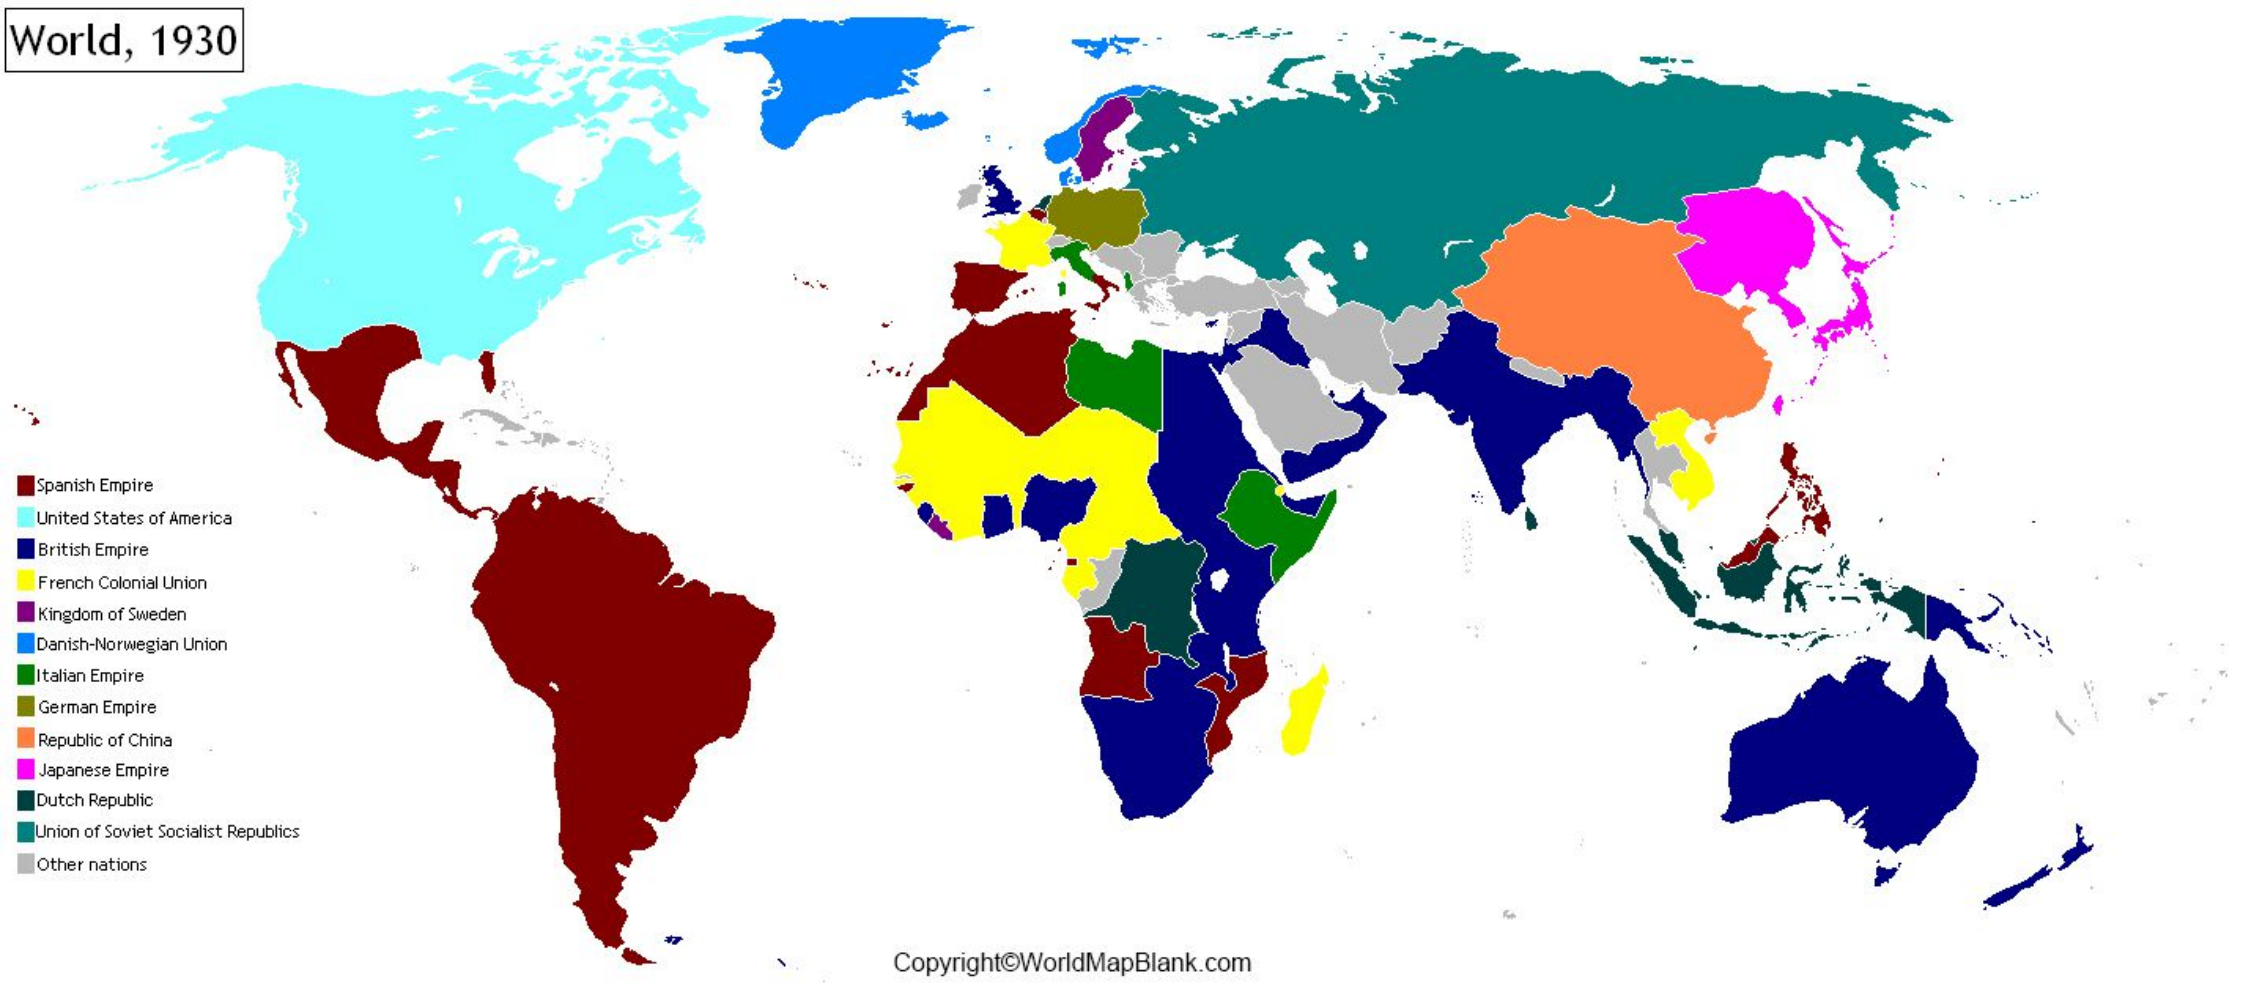 World, 1930
Spanish Empire
United States of America
British Empire
French Colonial Union
Kingdom of Sweden
Danish-Norwegian Union
Italian Empire
German Empire
Republic of China
Japanese Empire
Dutch Republic
Union of Soviet Socialist Republics
Other nations
Copyright©WorldMapBlank.com